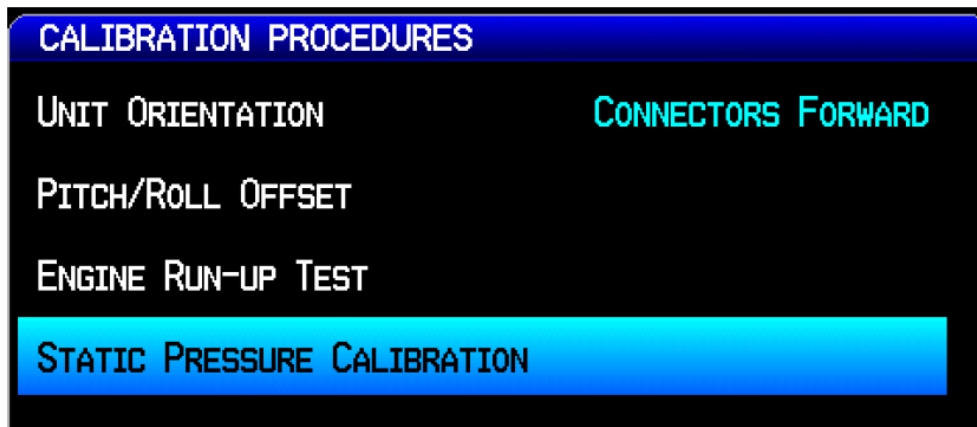 CALIBRATION PROCEDURES
UNIT ORIENTATION CONNECTORS FORWARD
PITCH/ROLL OFFSET
ENGINE RUN-UP TEST
STATIC PRESSURE CALIBRATION